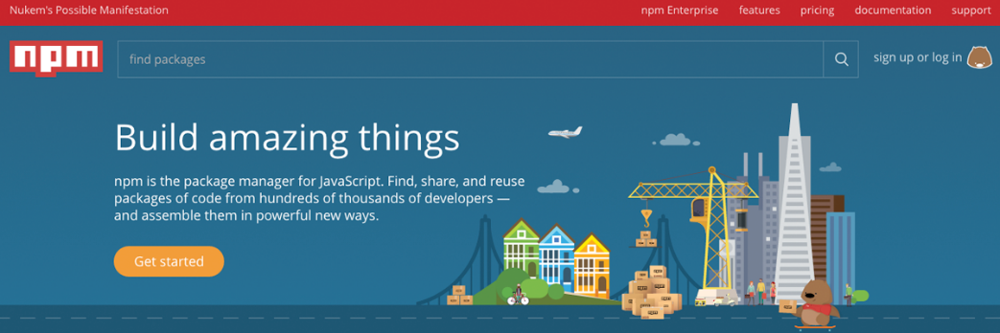 Nukem's Possible Manifestation
npm Enterprise features pricing documentation support
npm
find packages
sign up or log in
Build amazing things
npm is the package manager for JavaScript. Find, share, and reuse
packages of code from hundreds of thousands of developers —
and assemble them in powerful new ways.
Get started